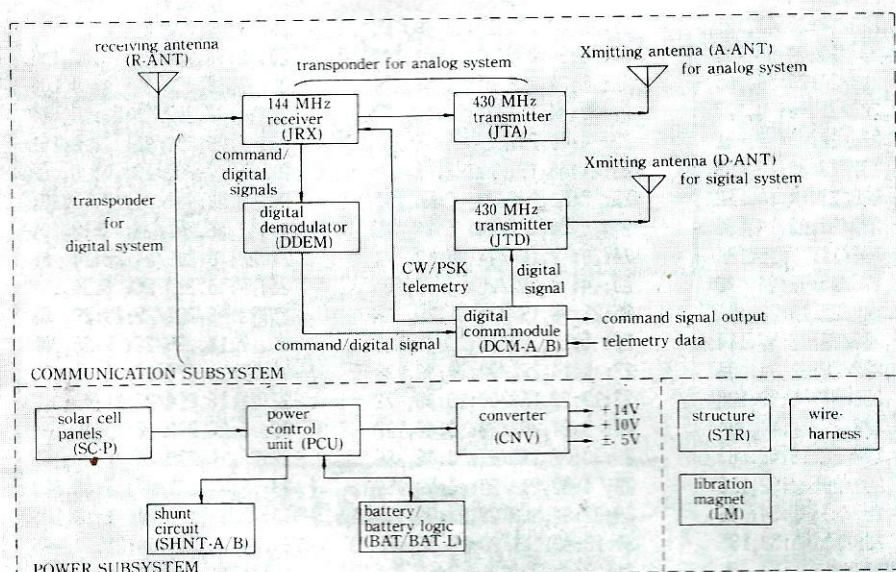 receiving antenna
(R-ANT)
transponder for analog system
Xmitting antenna (A-ANT)
for analog system
144 MHz
receiver
(JRX)
430 MHz
transmitter
(JTA)
command/
digital
signals
Xmitting antenna (D-ANT)
for sigital system
transponder
for
digital system
digital
demodulator
(DDEM)
430 MHz
transmitter
(JTD)
CW/PSK
telemetry
digital
signal
digital
comm.module
(DCM-A/B)
command signal output
telemetry data
command/digital signal
COMMUNICATION SUBSYSTEM
solar cell
panels
(SC-P)
power
control
unit (PCU)
converter
(CNV)
+14V
+10V
±. 5V
structure
(STR)
wire-
harness
libration
magnet
(LM)
shunt
circuit
(SHNT-A/B)
battery/
battery logic
(BAT/BAT-L)
POWER SUBSYSTEM